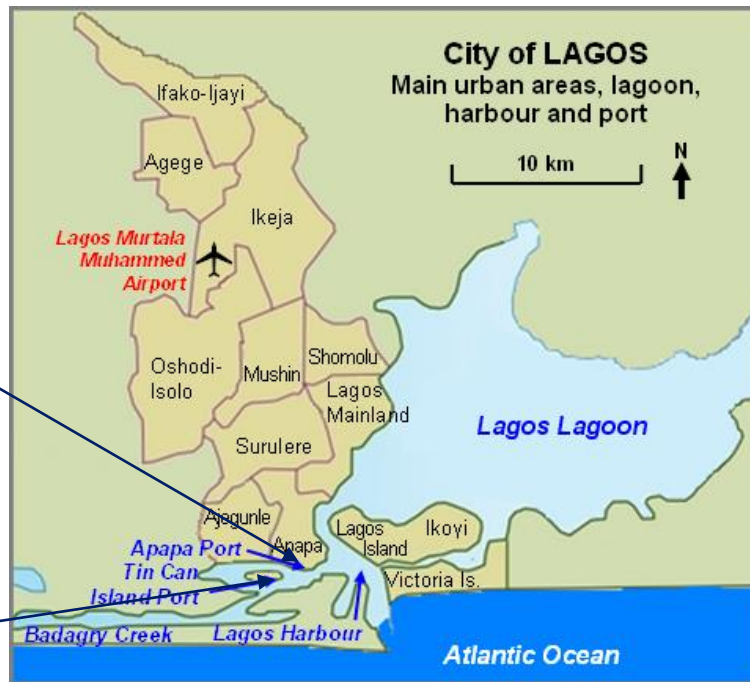 City of LAGOS
Main urban areas, lagoon,
harbour and port
10 km
N
Ifako-Ijayi
Agege
Ikeja
Lagos Murtala
Muhammed
Airport
Oshodi-
Isolo
Mushin
Shomolu
Lagos
Mainland
Surulere
Lagos Lagoon
Ajegunle
Apapa
Lagos
Island
Ikoyi
Apapa Port
Tin Can
Island Port
Victoria Is.
Badagry Creek
Lagos Harbour
Atlantic Ocean